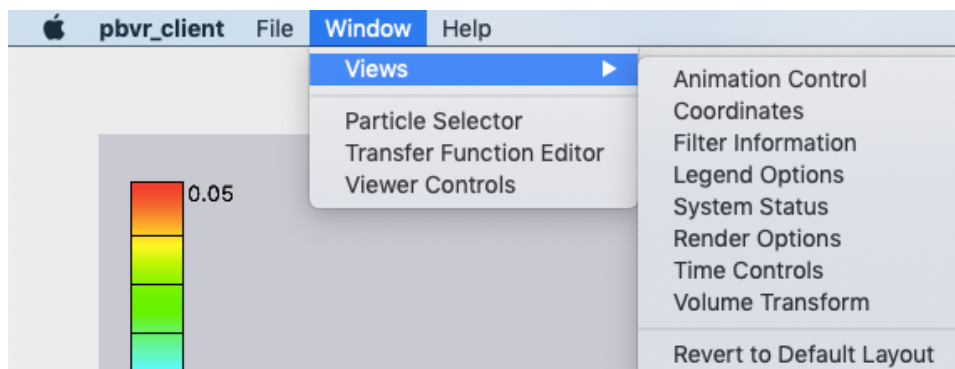 pbvr_client File Window Help
Views
Particle Selector
Transfer Function Editor
Viewer Controls
Animation Control
Coordinates
Filter Information
Legend Options
System Status
Render Options
Time Controls
Volume Transform
Revert to Default Layout
0.05